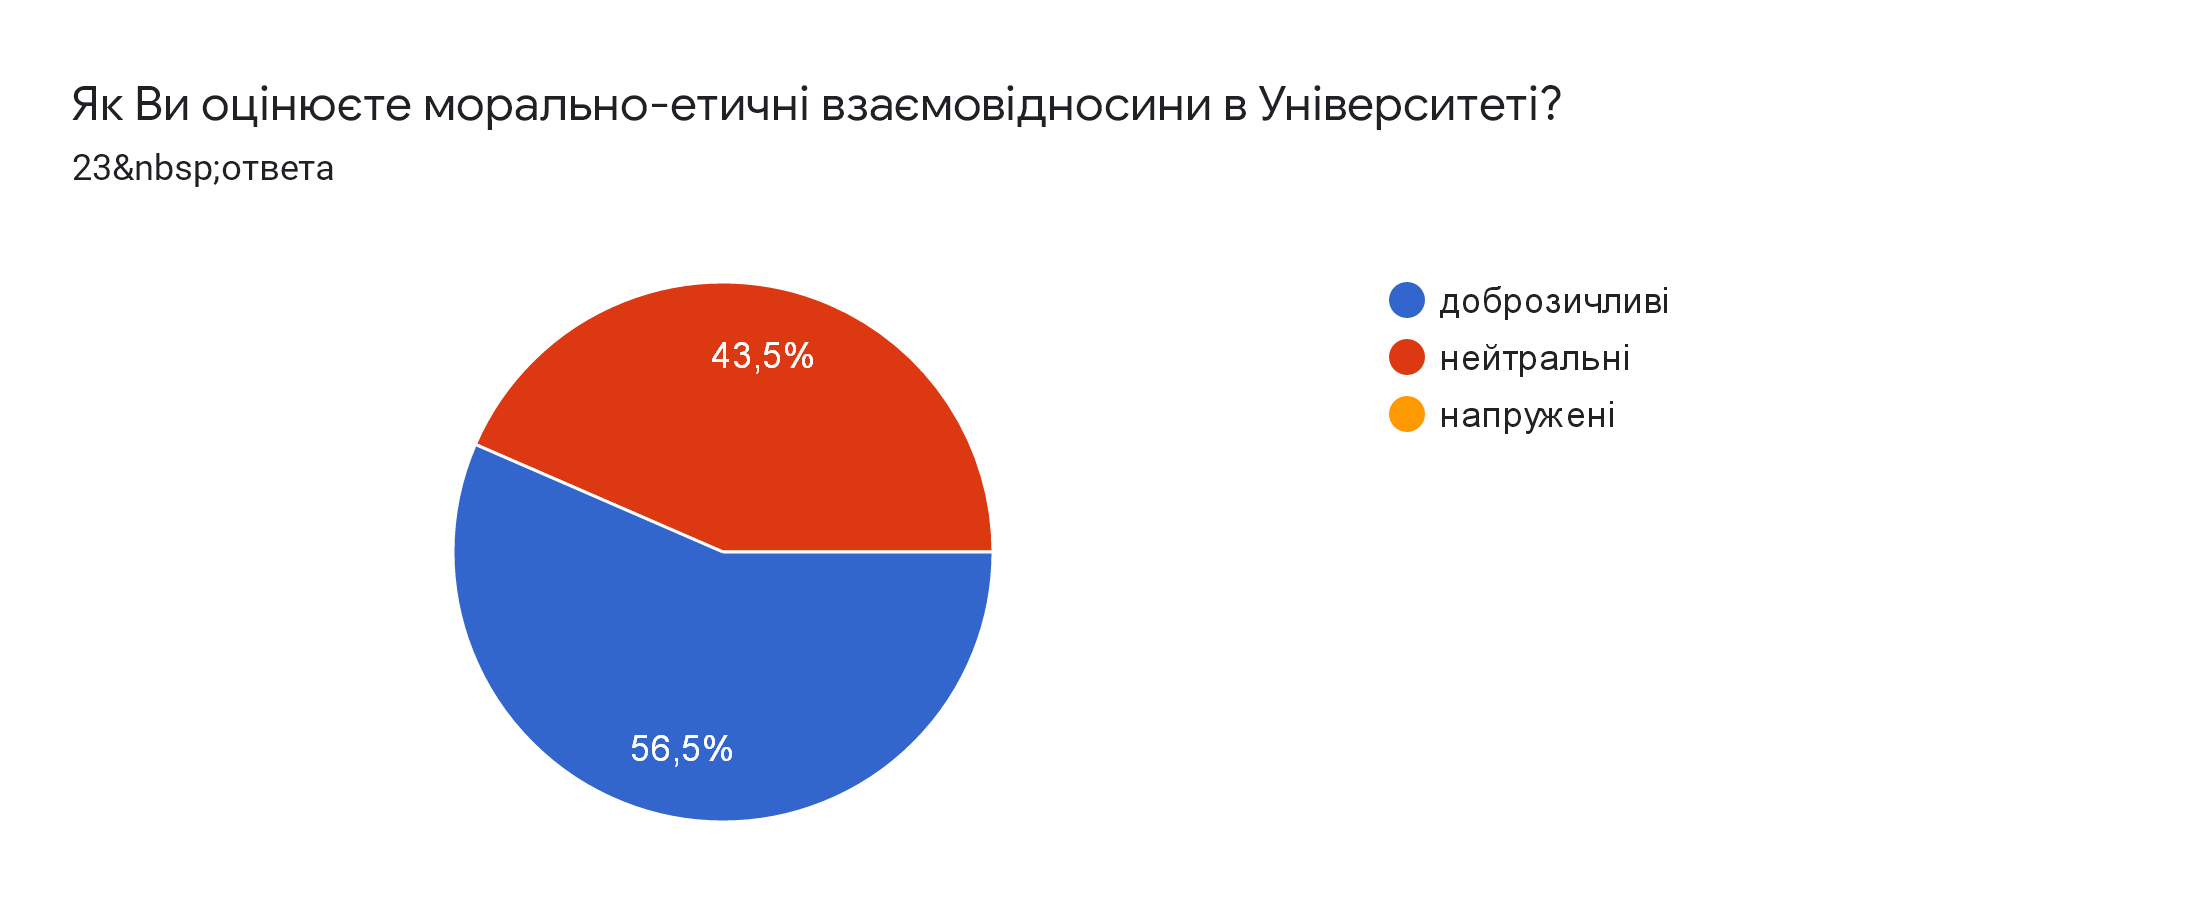 Як Ви оцінюєте морально-етичні взаємовідносини в Університеті?
23&nbsp;ответа
43,5%
56,5%
доброзичливі
нейтральні
напружені